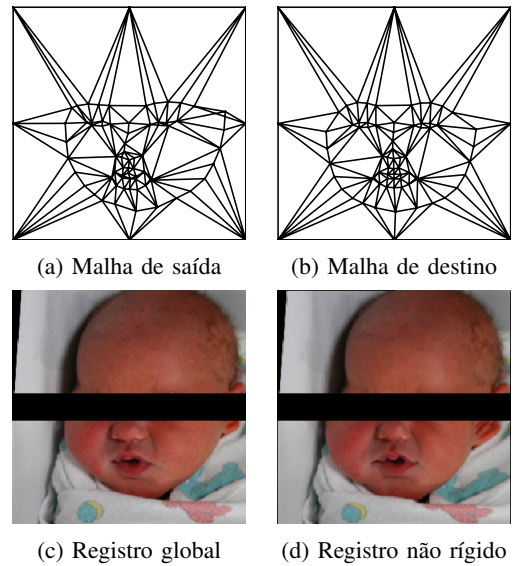 (a) Malha de saída
(b) Malha de destino
(c) Registro global
(d) Registro não rígido